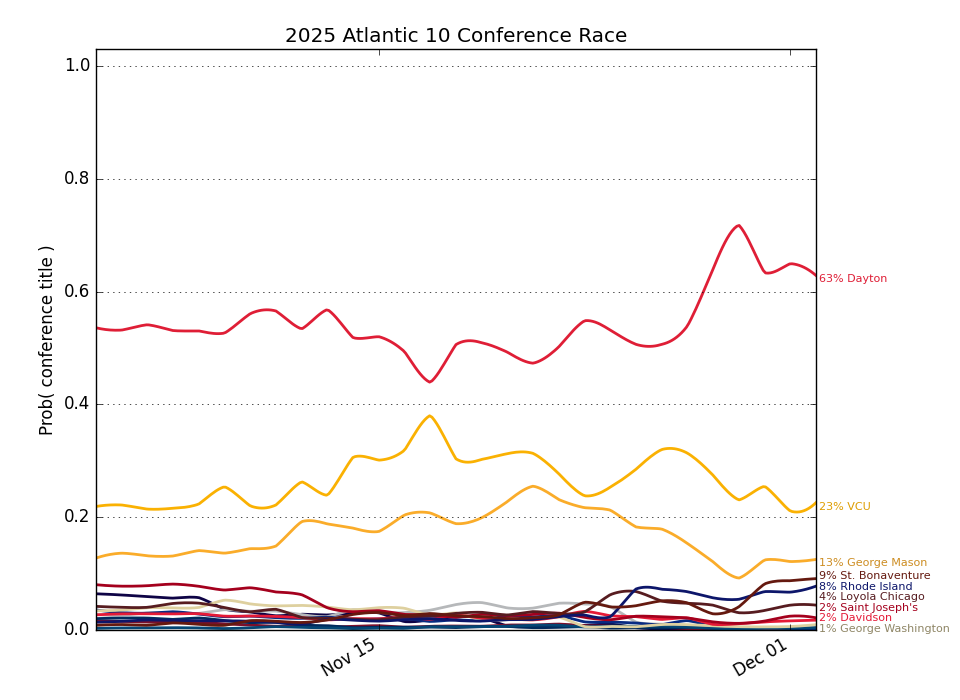 2025 Atlantic 10 Conference Race
Prob( conference title )
1.0
0.8
0.6
0.4
0.2
0.0
Nov 15
Dec 01
63% Dayton
23% VCU
13% George Mason
9% St. Bonaventure
8% Rhode Island
4% Loyola Chicago
2% Saint Joseph's
2% Davidson
1% George Washington